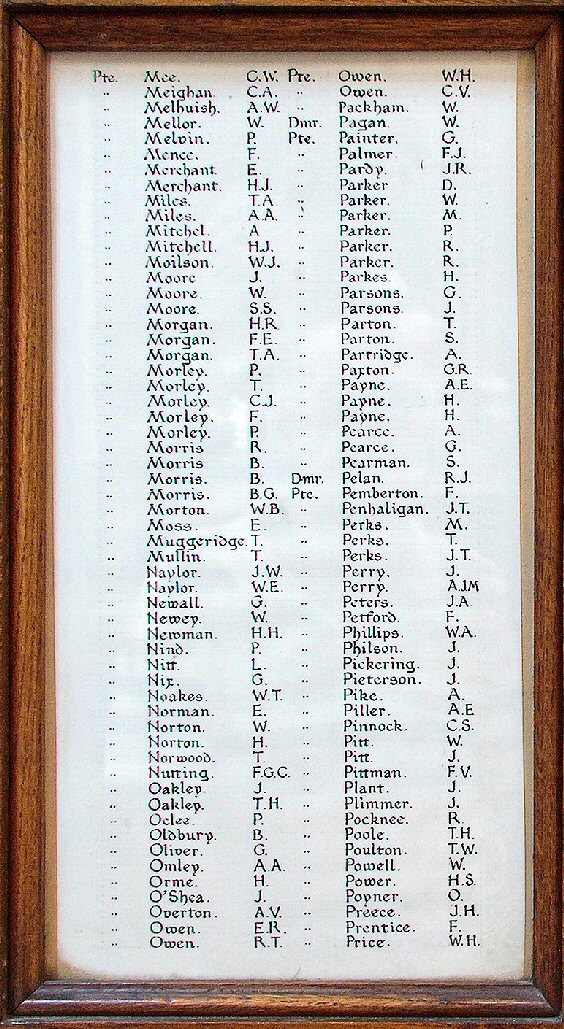 Pte. Mee. C.W. Pte. Owen. W.H.
" Meighan. C.A. " Owen. C.V.
" Melhuish. A.W. " Packham. W.
" Mellor. W. Dmr. Pagan. W.
" Melvin. P. Pte. Painter. G.
" Mence. F. " Palmer. F.J.
" Merchant. E. " Pardy. J.R.
" Merchant. H.J. " Parker D.
" Miles. T.A " Parker. W.
" Miles. A.A. " Parker. M.
" Mitchel. A " Parker. P.
" Mitchell. H.J. " Parker. R.
" Moilson. W.J. " Parker. R.
" Moore J. " Parkes. H.
" Moore. W. " Parsons. G.
" Moore. S.S. " Parsons. J.
" Morgan. H.R. " Parton. T.
" Morgan. F.E. " Parton. S.
" Morgan. T.A. " Partridge. A.
" Morley. P. " Paxton. G.R.
" Morley. T. " Payne. A.E.
" Morley. C.J. " Payne. H.
" Morley. F. " Payne. H.
" Morley. P. " Pearce. A.
" Morris R. " Pearce. G.
" Morris B. " Pearman. S.
" Morris. B. Dmr. Pelan. R.J.
" Morris. B.G. Pte. Pemberton. F.
" Morton. W.B. " Penhaligan. J.T.
" Moss. E. " Perks. M.
" Muggeridge. T. " Perks. T.
" Mullin. T. " Perks. J.T.
" Naylor. J.W. " Perry. J.
" Naylor. W.E. " Perry. A.J.M
" Newall. G. " Peters. J.A.
" Newey. W. " Petford. F.
" Newman. H.H. " Phillips. W.A.
" Nind. P. " Philson. J.
" Nitt. L. " Pickering. J.
" Nix. G. " Pieterson. J.
" Noakes. W.T. " Pike. A.
" Norman. E. " Piller. A.E
" Norton. W. " Pinnock. C.S.
" Norton. H. " Pitt. W.
" Norwood. T. " Pitt. J.
" Nutting. F.G.C. " Pittman. F.V.
" Oakley. J. " Plant. J.
" Oakley. T.H. " Plimmer. J.
" Oclee. P. " Pocknee. R.
" Oldbury. B. " Poole. T.H.
" Oliver. G. " Poulton. T.W.
" Omley. A.A. " Powell. W.
" Orme. H. " Power. H.S.
" O'Shea. J. " Poyner. O.
" Overton. A.V. " Preece. J.H.
" Owen. E.R. " Prentice. F.
" Owen. R.T. " Price. W.H.